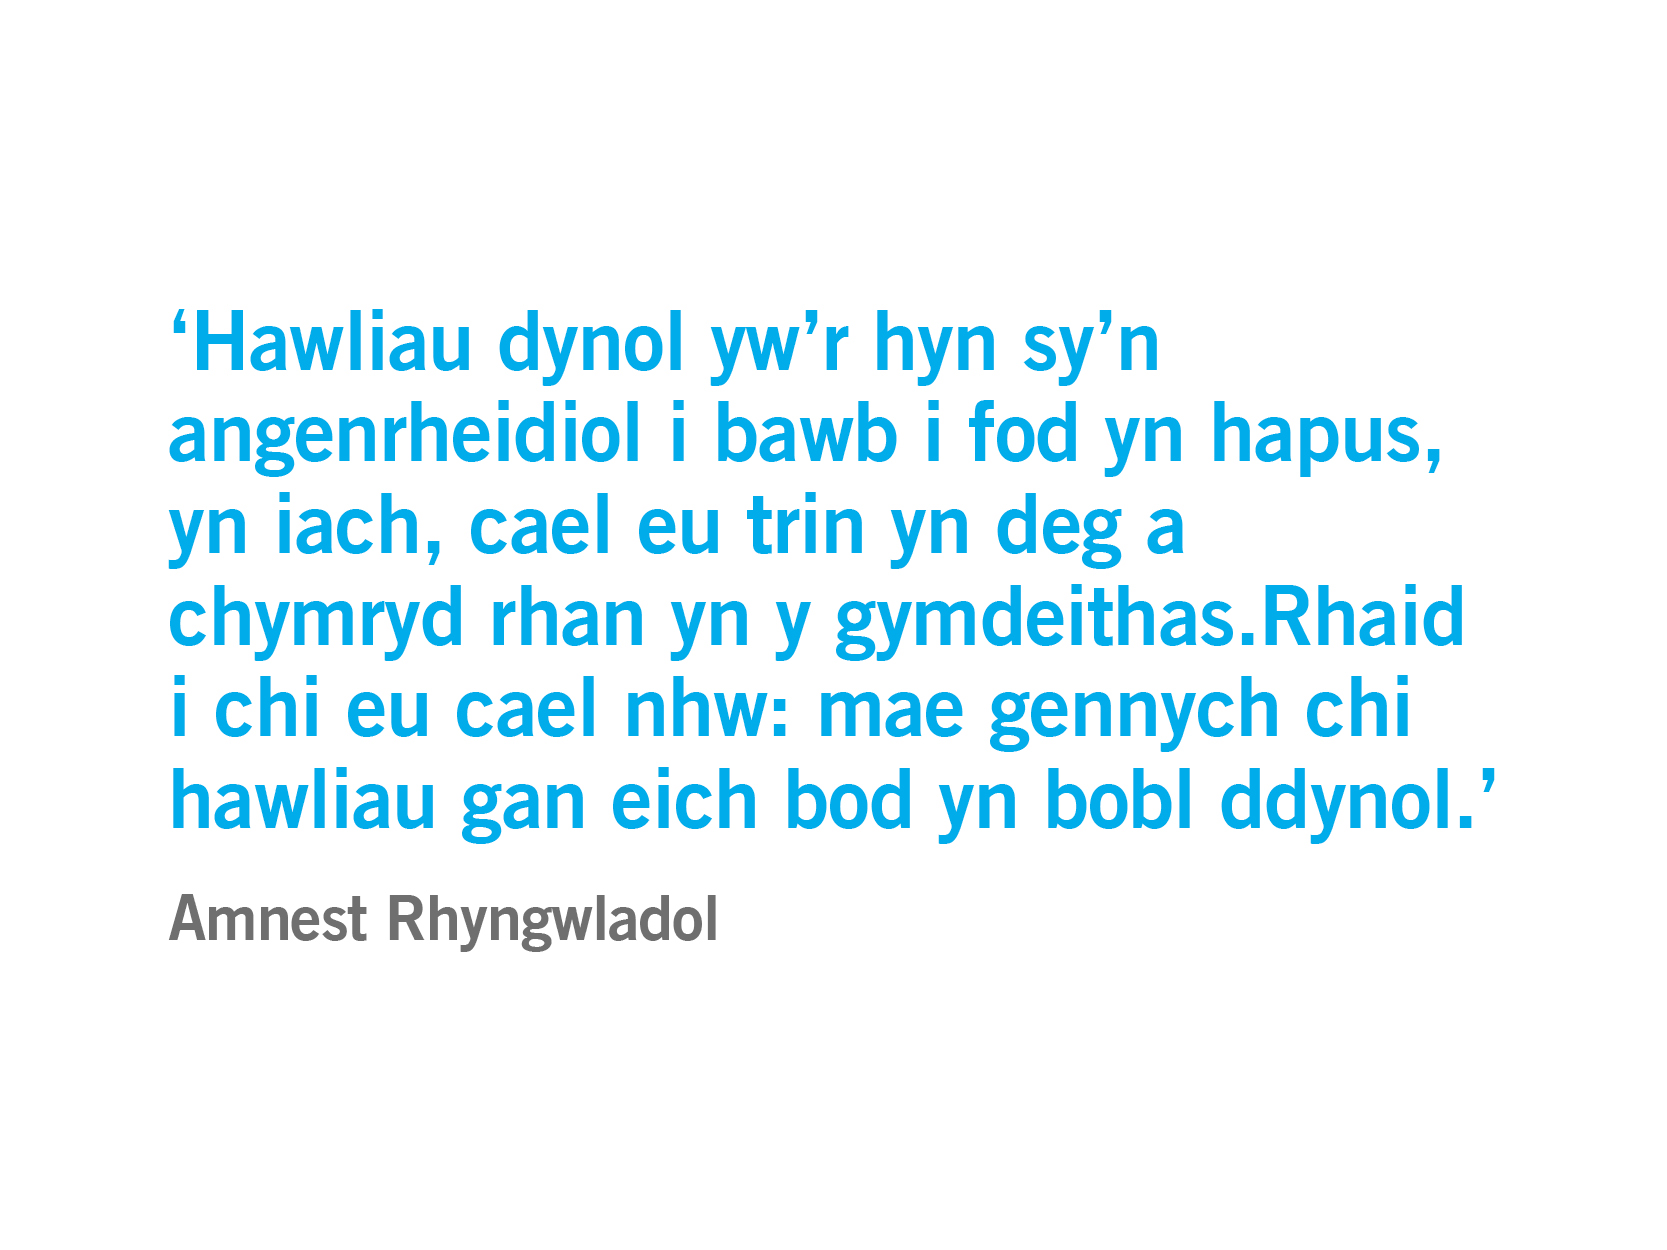 ‘Hawliau dynol yw’r hyn sy’n
angenrheidiol i bawb i fod yn hapus,
yn iach, cael eu trin yn deg a
chymryd rhan yn y gymdeithas.Rhaid
i chi eu cael nhw: mae gennych chi
hawliau gan eich bod yn bobl ddynol.’
Amnest Rhyngwladol